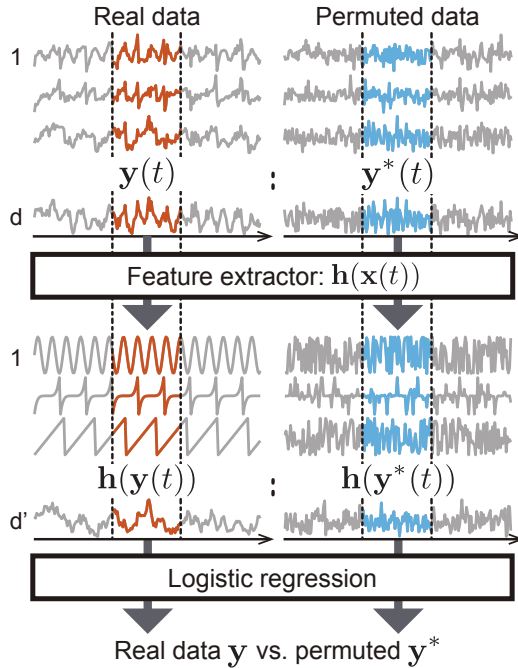 Real data Permuted data
1
y(t) : y*(t)
d
Feature extractor: h(x(t))
1
h(y(t)) : h(y*(t))
d'
Logistic regression
Real data y vs. permuted y*